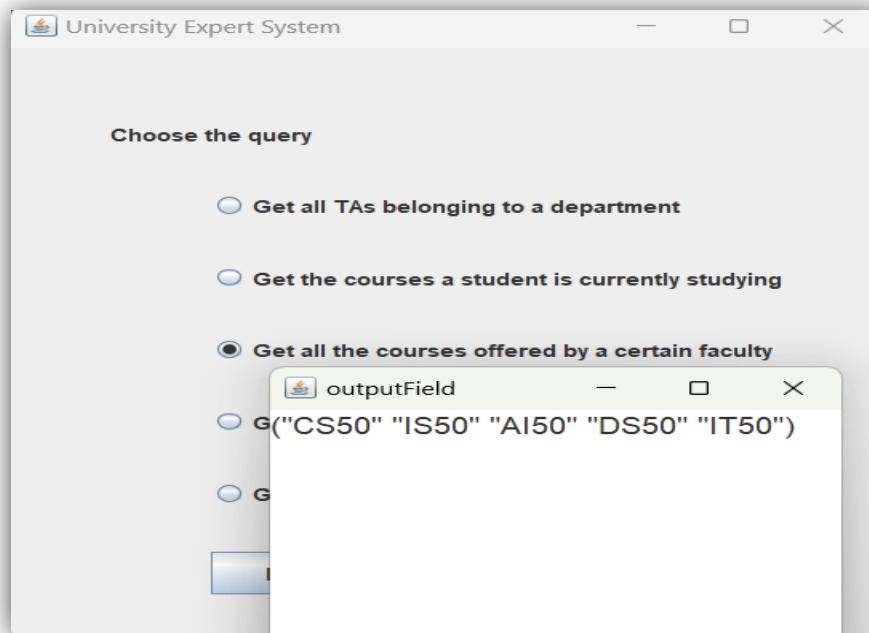 University Expert System
Choose the query
Get all TAs belonging to a department
Get the courses a student is currently studying
Get all the courses offered by a certain faculty
outputField
("CS50" "IS50" "AI50" "DS50" "IT50")